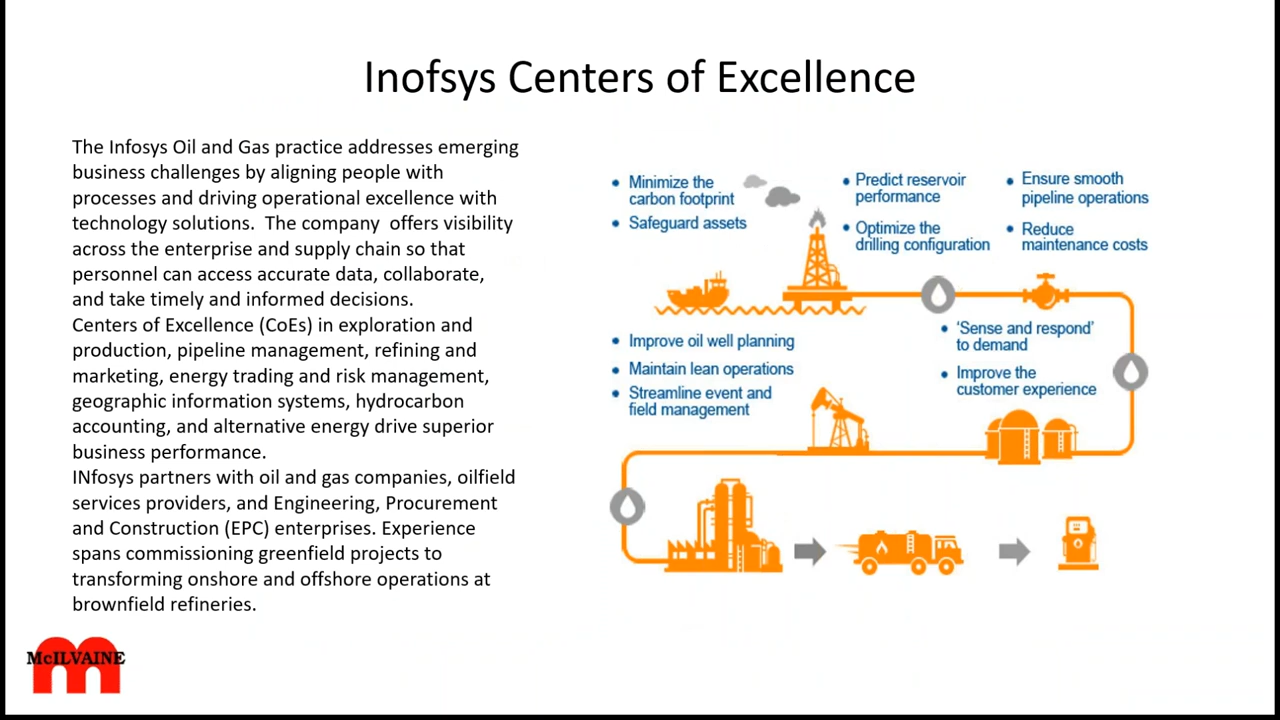 Inofsys Centers of Excellence
The Infosys Oil and Gas practice addresses emerging
business challenges by aligning people with
processes and driving operational excellence with
technology solutions.  The company  offers visibility
across the enterprise and supply chain so that
personnel can access accurate data, collaborate,
and take timely and informed decisions.
Centers of Excellence (CoEs) in exploration and
production, pipeline management, refining and
marketing, energy trading and risk management,
geographic information systems, hydrocarbon
accounting, and alternative energy drive superior
business performance.
INfosys partners with oil and gas companies, oilfield
services providers, and Engineering, Procurement
and Construction (EPC) enterprises. Experience
spans commissioning greenfield projects to
transforming onshore and offshore operations at
brownfield refineries.
• Minimize the
carbon footprint
• Safeguard assets
• Predict reservoir
performance
• Optimize the
drilling configuration
• Ensure smooth
pipeline operations
• Reduce
maintenance costs
• Improve oil well planning
• Maintain lean operations
• Streamline event and
field management
• ‘Sense and respond’
to demand
• Improve the
customer experience
McILVAINE